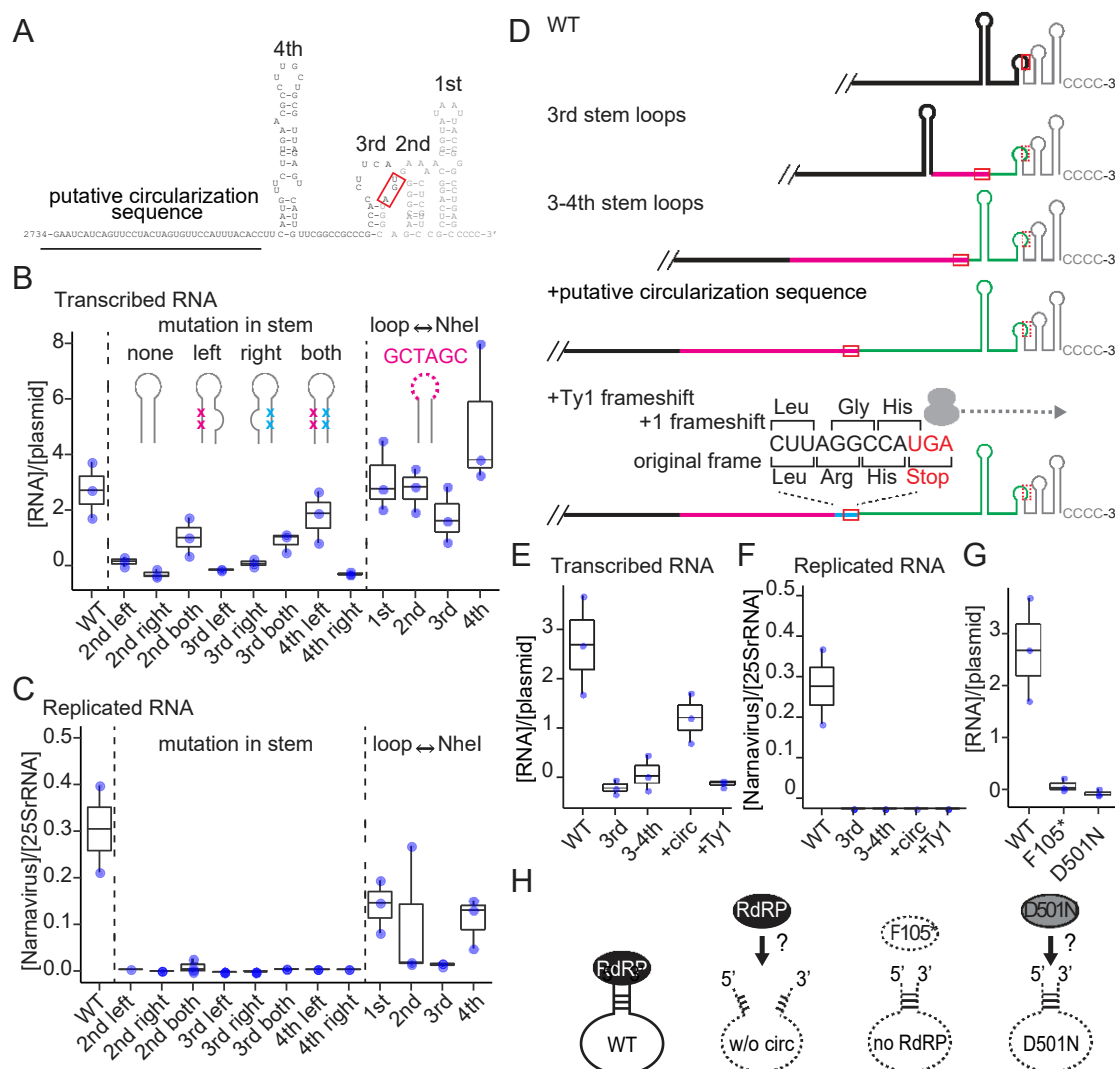 A
4th
1st
3rd 2nd
putative circularization
sequence
2734-GAAUCAUCAGUUCCUACUAGUGUUCCAUUUACACCUUC-GUUCGGCCGCCCG-C A G-CCGC-CCCCC-3'
B
Transcribed RNA
mutation in stem
loop ↔ NheI
none
left
right
both
GCTAGC
[RNA]/[plasmid]
8
6
4
2
0
WT
2nd left
2nd right
2nd both
3rd left
3rd right
3rd both
4th left
4th right
1st
2nd
3rd
4th
C
Replicated RNA
mutation in stem
loop ↔ NheI
[Narnavirus]/[25SrRNA]
0.5
0.4
0.3
0.2
0.1
0.0
WT
2nd left
2nd right
2nd both
3rd left
3rd right
3rd both
4th left
4th right
1st
2nd
3rd
4th
D
WT
CCCC-3
3rd stem loops
CCCC-3
3-4th stem loops
CCCC-3
+putative circularization sequence
CCCC-3
+Ty1 frameshift
+1 frameshift
Leu
Gly
His
CUUAGGCCAUGA
original frame
Leu
Arg
His
Stop
CCCC-3
E
Transcribed RNA
[RNA]/[plasmid]
3
2
1
0
WT
3rd
3-4th
+circ
+Ty1
F
Replicated RNA
[Narnavirus]/[25SrRNA]
0.5
0.4
0.3
0.2
0.3
0
WT
3rd
3-4th
+circ
+Ty1
G
[RNA]/[plasmid]
3
2
1
0
WT
F105*
D501N
H
RdRP
WT
RdRP
?
5'
3'
w/o circ
F105*
5'
3'
no RdRP
D501N
?
5'
3'
D501N